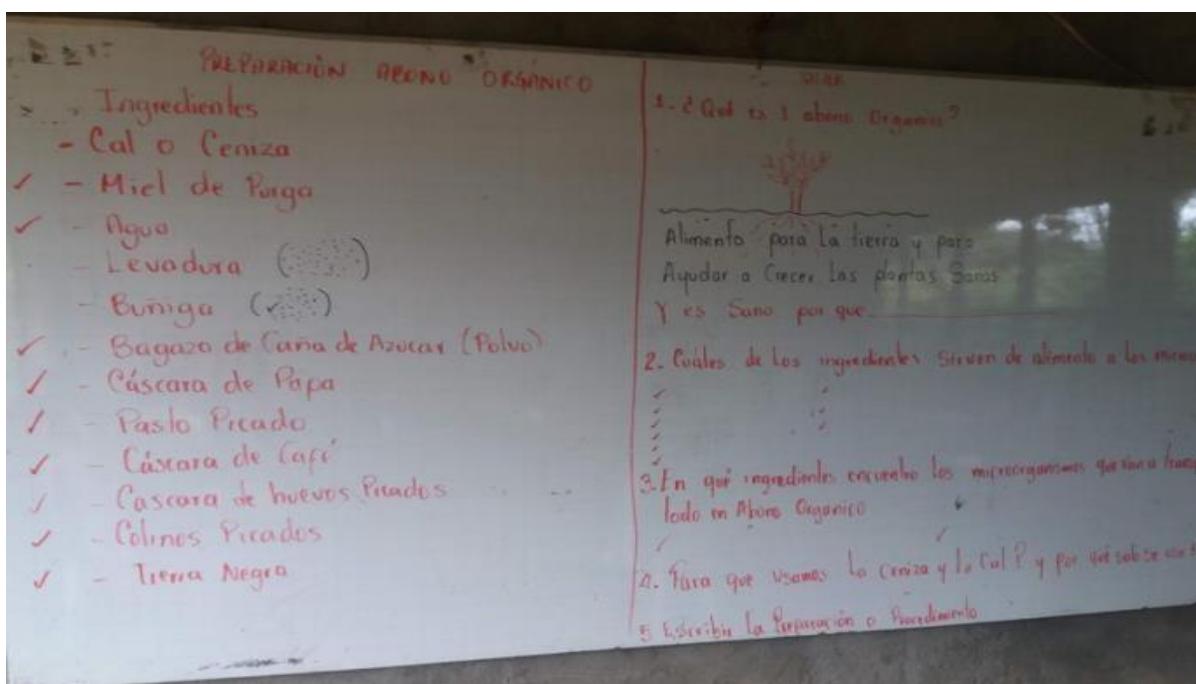 PREPARACIÓN ABONO ORGÁNICO
Ingredientes
- Cal o Ceniza
✓ - Miel de Purga
✓ - Agua
- Levadura ( )
- Buñiga (✓ )
✓ - Bagazo de Caña de Azucar (Polvo)
✓ - Cáscara de Papa
✓ - Pasto Picado
✓ - Cáscara de Café
✓ - Cascara de huevos Picados
✓ - Colinos Picados
✓ - Tierra Negra
1- ¿Qué es 1 abono Organico?
Alimento para la tierra y para
Ayudar a Crecer las plantas Sanas
Y es Sano por que
2- Cuáles de los ingredientes Sirven de alimento a los
3. En qué ingredientes encuentro los microorganismos que van a
todo en Abono Organico
4. Para que usamos la Ceniza y la Cal? y por qué
5 Escribir la Preparación o Procedimiento